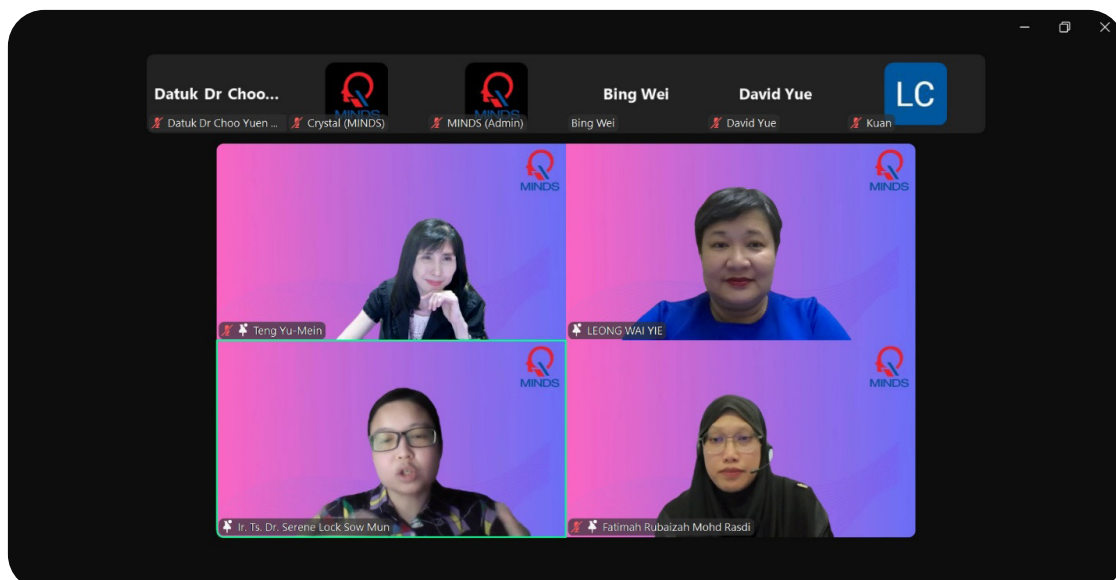 Datuk Dr Choo...
MINDS
MINDS
Bing Wei
David Yue
LC
Datuk Dr Choo Yuen ...
Crystal (MINDS)
MINDS (Admin)
Bing Wei
David Yue
Kuan
MINDS
MINDS
Teng Yu-Mein
LEONG WAI YIE
MINDS
MINDS
Ir. Ts. Dr. Serene Lock Sow Mun
Fatimah Rubaizah Mohd Rasdi